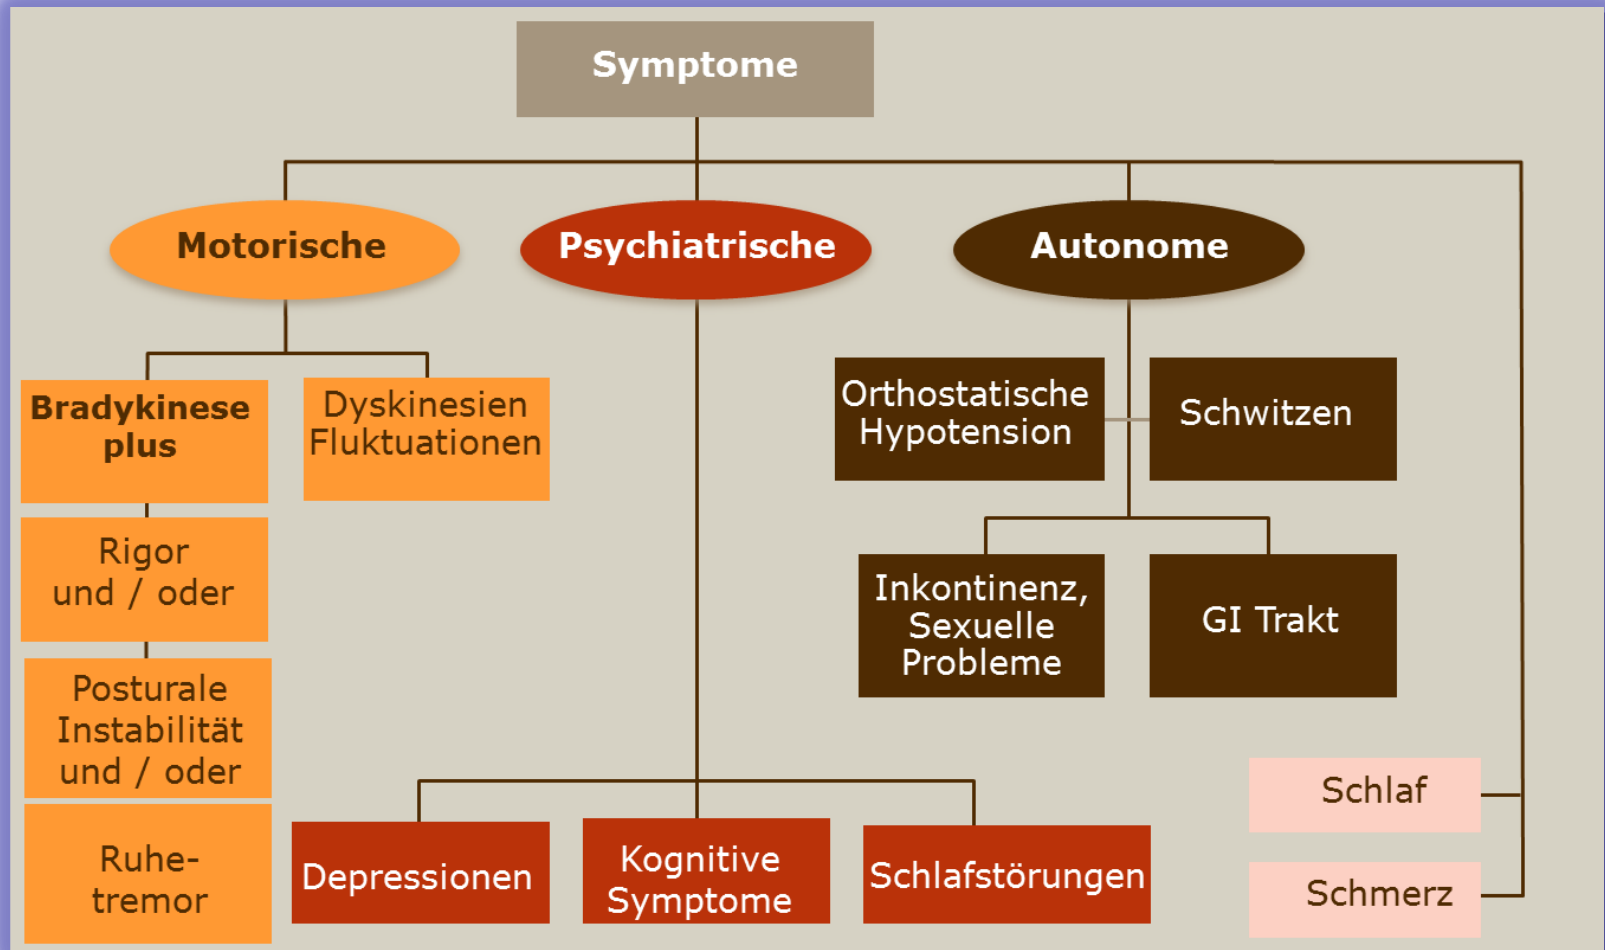 Symptome
Motorische
Psychiatrische
Autonome
Bradykinese
plus
Dyskinesien
Fluktuationen
Orthostatische
Hypotension
Schwitzen
Rigor
und / oder
Inkontinenz,
Sexuelle
Probleme
GI Trakt
Posturale
Instabilität
und / oder
Ruhe-
tremor
Depressionen
Kognitive
Symptome
Schlafstörungen
Schlaf
Schmerz